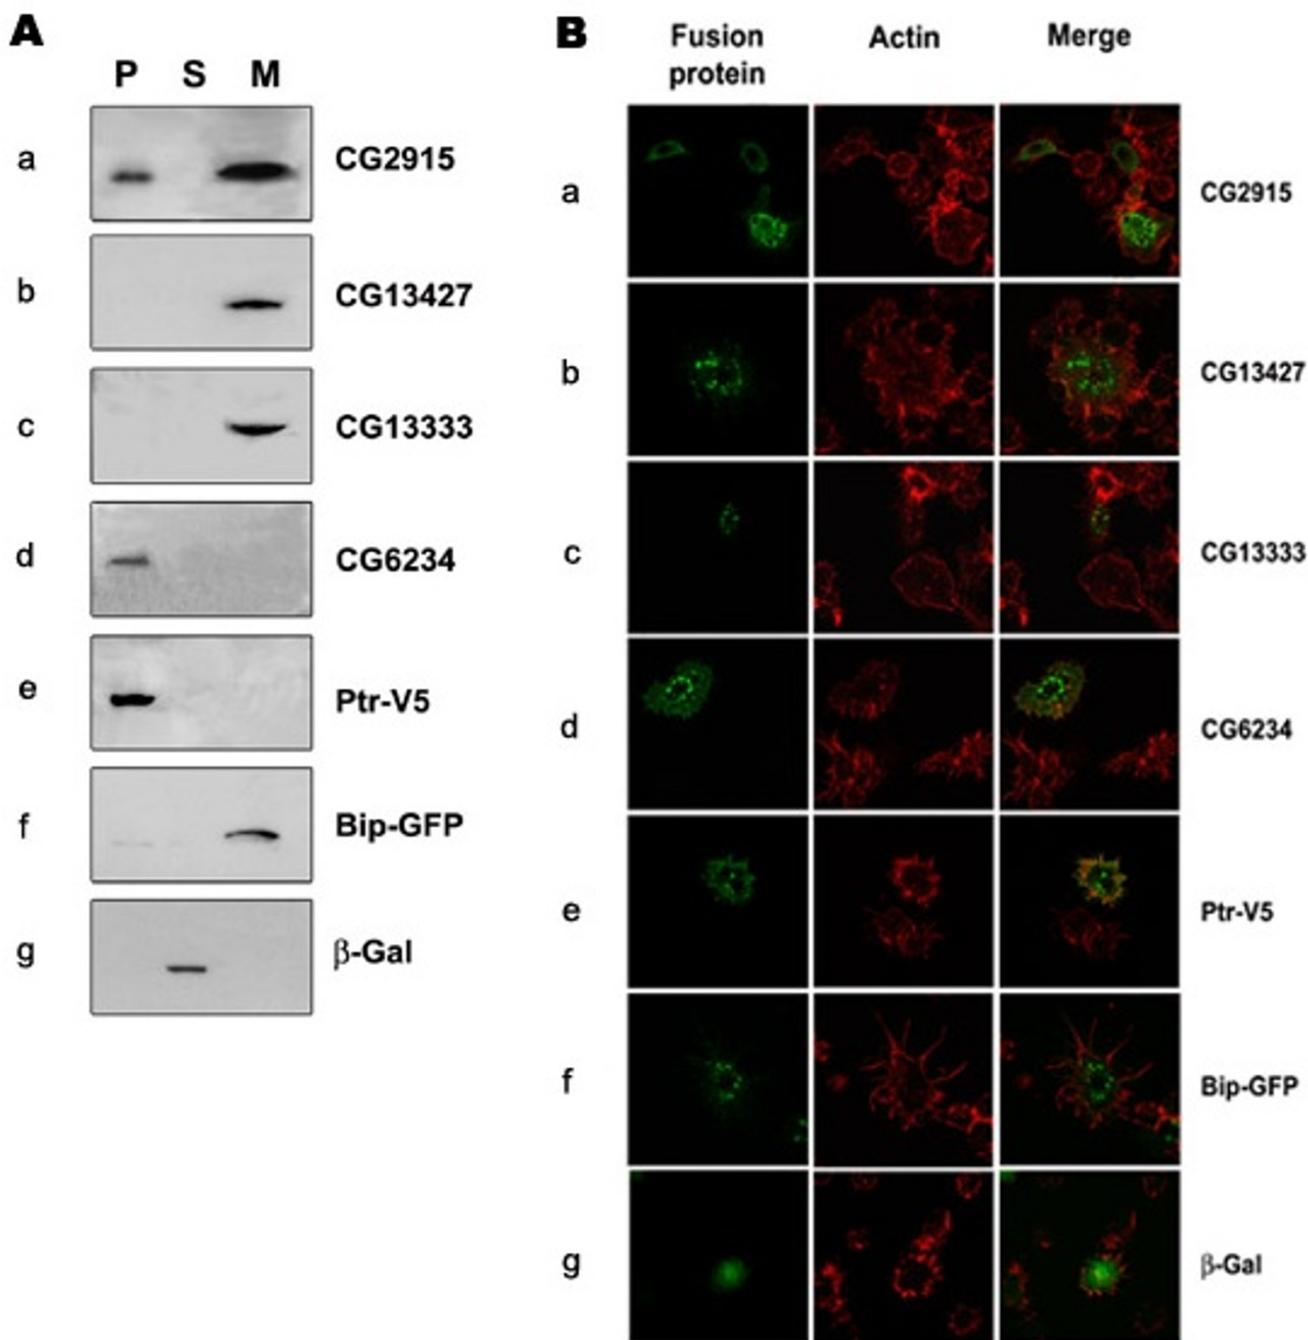 A
P S M
a CG2915
b CG13427
c CG13333
d CG6234
e Ptr-V5
f Bip-GFP
g β-Gal
B
Fusion protein Actin Merge
a CG2915
b CG13427
c CG13333
d CG6234
e Ptr-V5
f Bip-GFP
g β-Gal